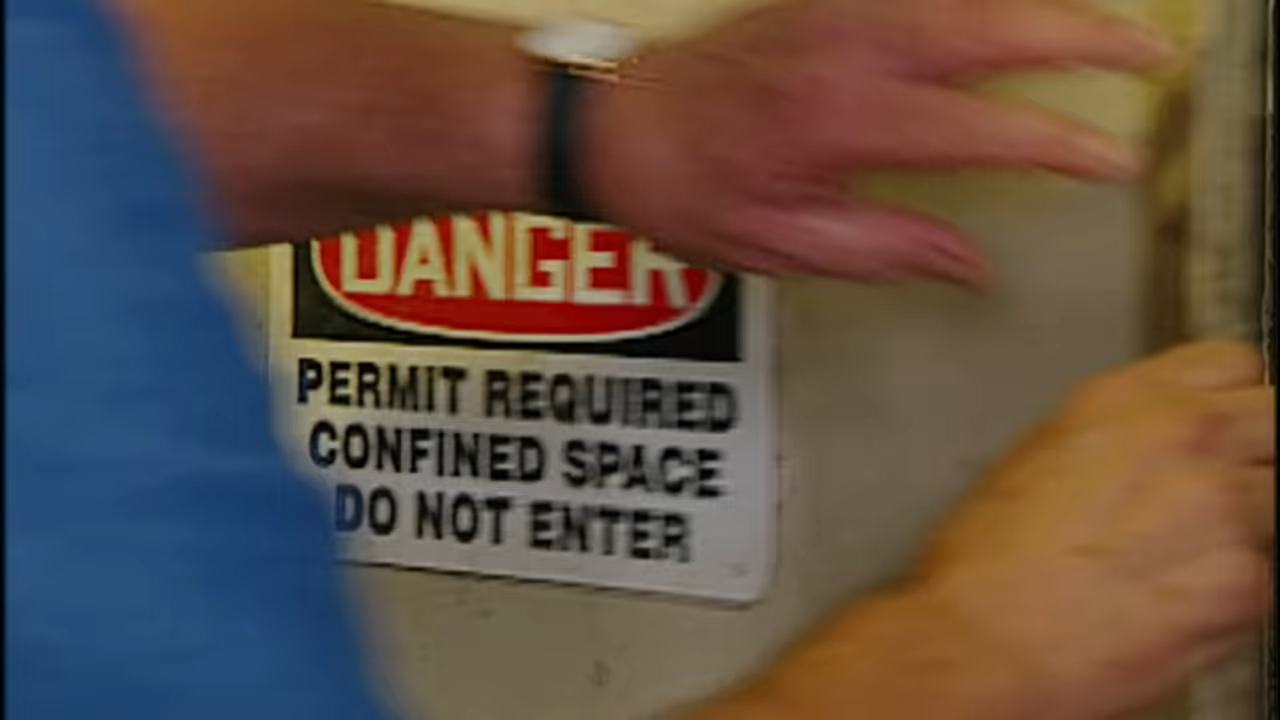 DANGER
PERMIT REQUIRED
CONFINED SPACE
DO NOT ENTER